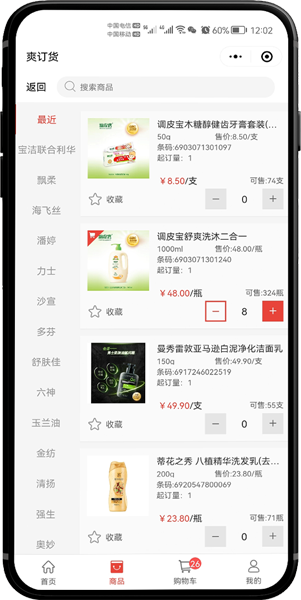 中国电信 HD
中国移动 HD
5G
4G
60%
12:02
爽订货
返回
搜索商品
最近
宝洁联合利华
飘柔
海飞丝
潘婷
力士
沙宣
多芬
舒肤佳
六神
玉兰油
金纺
清扬
强生
奥妙
调皮宝木糖醇健齿牙膏套装(...
50g
售价:8.50/支
条码:6903071301097
起订量：1
￥8.50/支
可售:74支
收藏
0
调皮宝舒爽洗沐二合一
1000ml
售价:48.00/瓶
条码:6903071301240
起订量：1
￥48.00/瓶
可售:324瓶
收藏
8
曼秀雷敦亚马逊白泥净化洁面乳
150g
售价:49.90/支
条码:6917246022519
起订量：1
￥49.90/支
可售:55支
收藏
0
蒂花之秀 八植精华洗发乳(去...
200g
售价:23.80/瓶
条码:6920547800069
起订量：1
￥23.80/瓶
可售:71瓶
收藏
0
首页
商品
26
购物车
我的